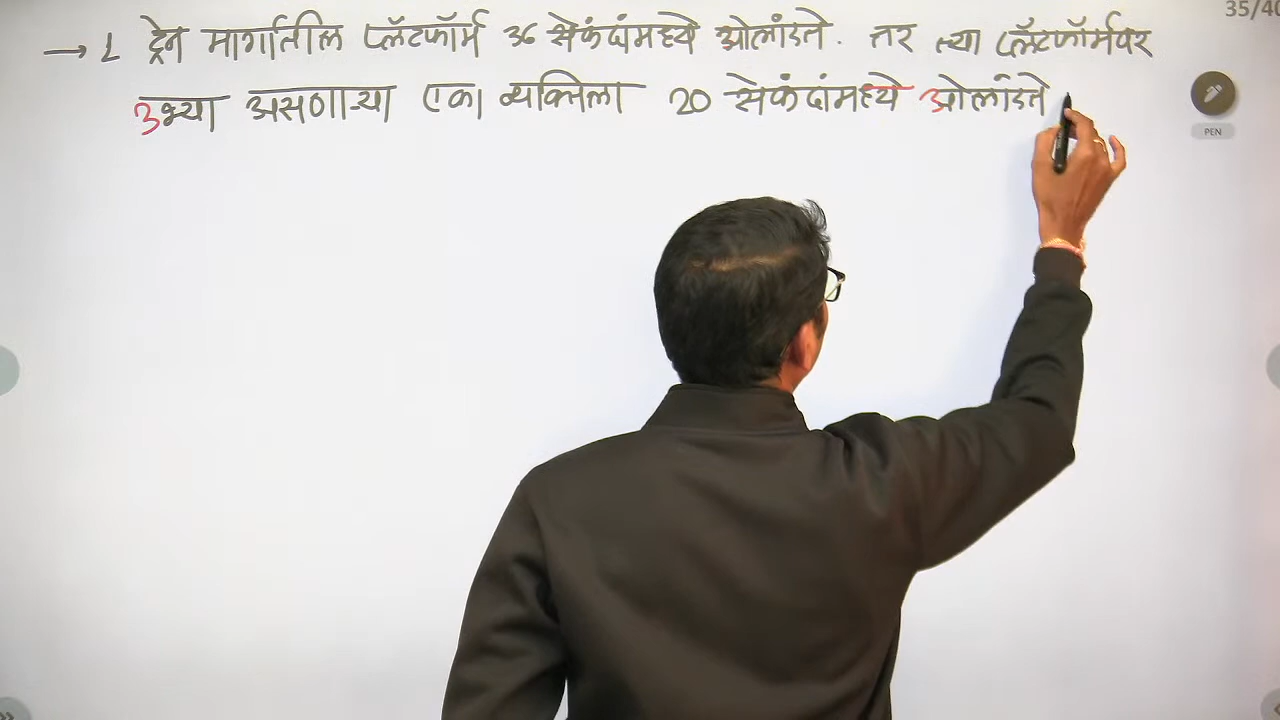 35/40
→ 1 ट्रेन मार्गातील प्लॅटफॉर्म 36 सेकंदांमध्ये ओलांडते. तर त्या प्लॅटफॉर्मवर
उभ्या असणाऱ्या एका व्यक्तिला 20 सेकंदांमध्ये ओलांडते
PEN